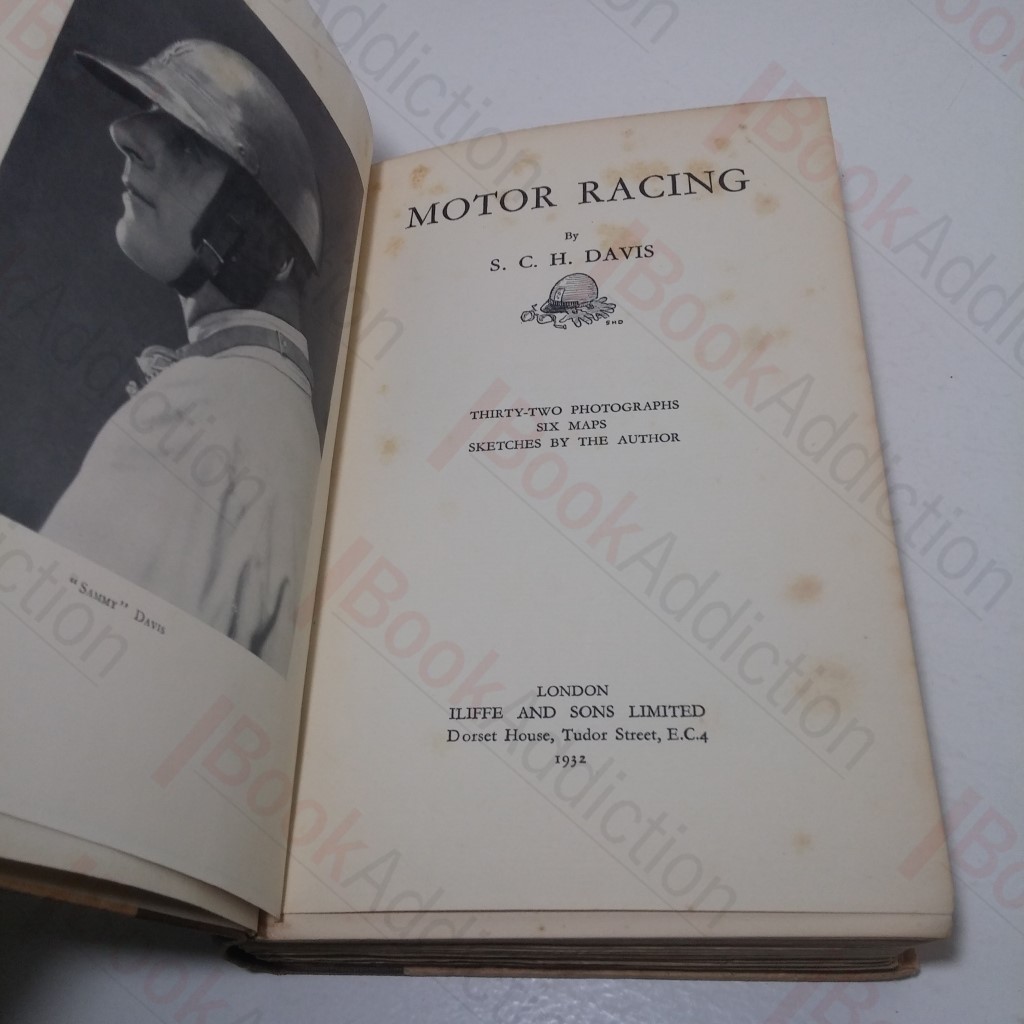 "Sammy" Davis
MOTOR RACING
By
S. C. H. DAVIS
SHD
THIRTY-TWO PHOTOGRAPHS
SIX MAPS
SKETCHES BY THE AUTHOR
LONDON
ILIFFE AND SONS LIMITED
Dorset House, Tudor Street, E.C.4
1932
BookAddiction